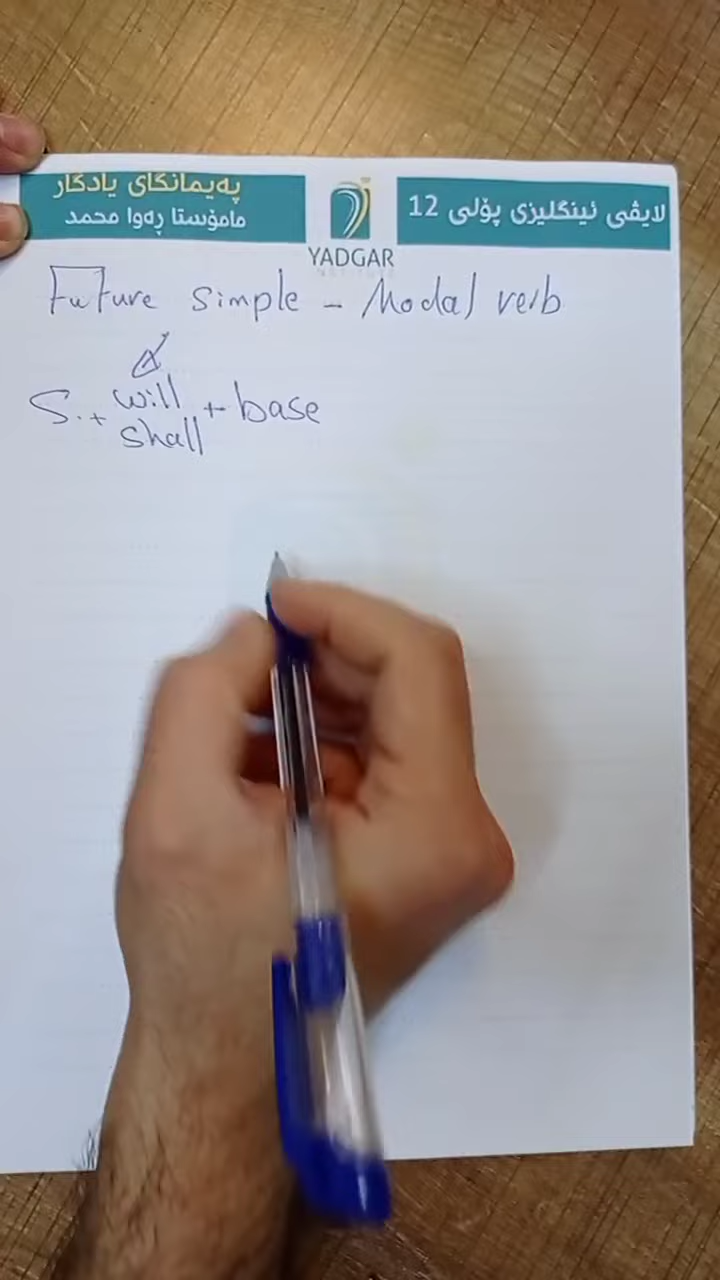 پەیمانگای یادگار
مامۆستا ڕەوا محمد
لایڤی ئینگلیزی پۆلی 12
YADGAR
Future simple - Modal verb
S. + will + base
shall